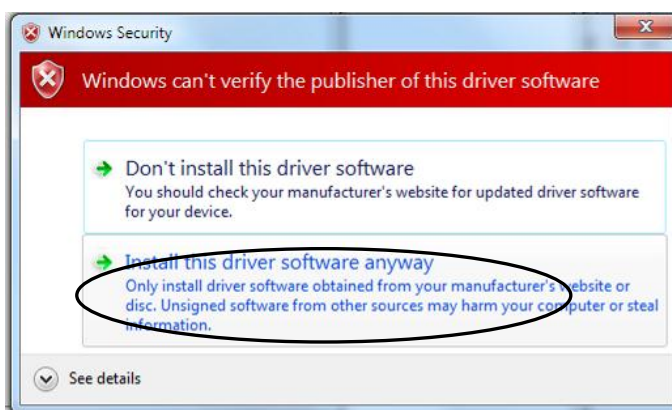 Windows Security
Windows can't verify the publisher of this driver software
Don't install this driver software
You should check your manufacturer's website for updated driver software
for your device.
Install this driver software anyway
Only install driver software obtained from your manufacturer's website or
disc. Unsigned software from other sources may harm your computer or steal
information.
See details